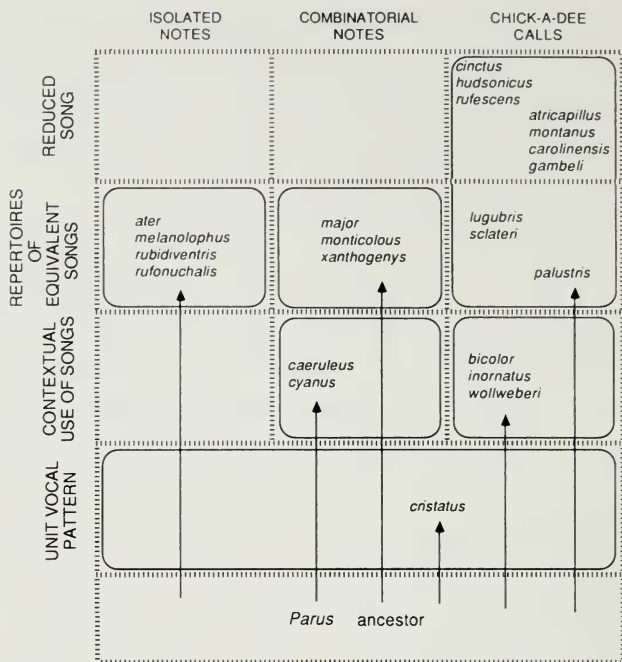 ISOLATED
NOTES
COMBINATORIAL
NOTES
CHICK-A-DEE
CALLS
REDUCED
SONG
cinctus
hudsonicus
rufescens
atricapillus
montanus
carolinensis
gambeli
REPERTOIRES
OF
EQUIVALENT
SONGS
ater
melanolophus
rubidiventris
rufonuchalis
major
monticolous
xanthogenys
lugubris
sclateri
palustris
CONTEXTUAL
USE OF SONGS
caeruleus
cyanus
bicolor
inornatus
wollweberi
UNIT VOCAL
PATTERN
cristatus
Parus ancestor